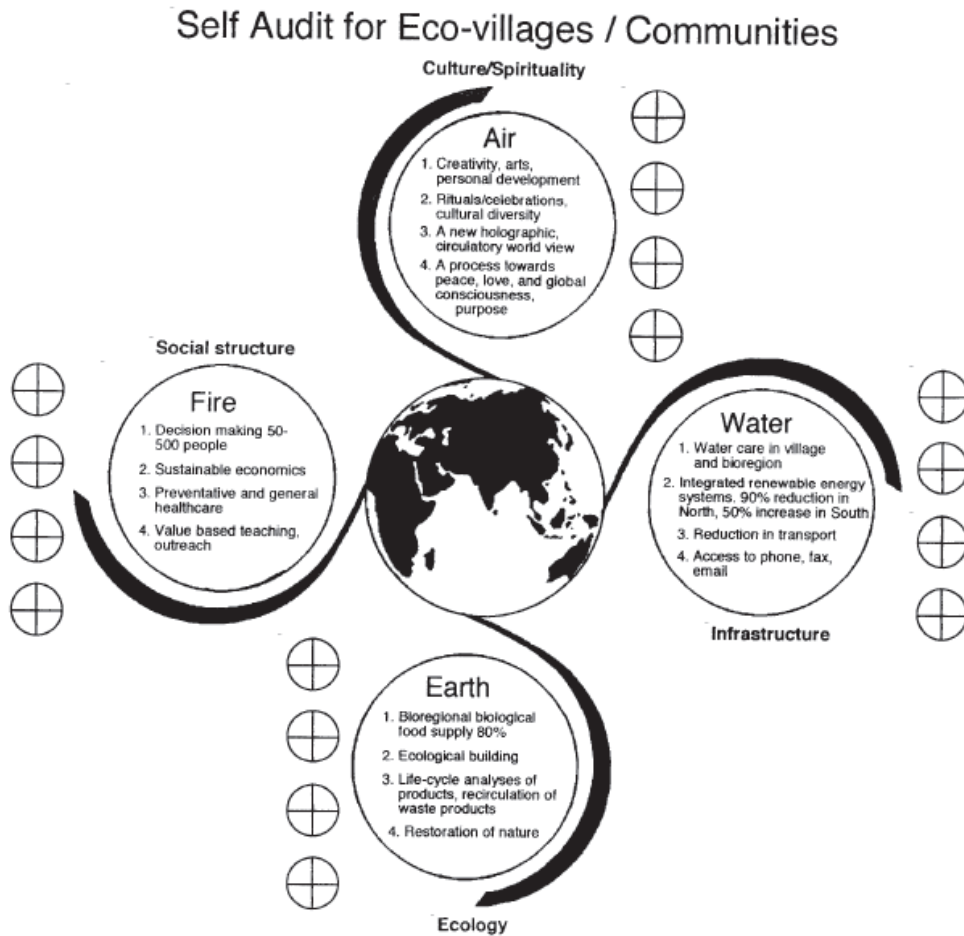 Self Audit for Eco-villages / Communities
Culture/Spirituality
Air
1. Creativity, arts,
personal development
2. Rituals/celebrations,
cultural diversity
3. A new holographic,
circulatory world view
4. A process towards
peace, love, and global
consciousness,
purpose
Social structure
Fire
1. Decision making 50-
500 people
2. Sustainable economics
3. Preventative and general
healthcare
4. Value based teaching,
outreach
Water
1. Water care in village
and bioregion
2. Integrated renewable energy
systems. 90% reduction in
North, 50% increase in South
3. Reduction in transport
4. Access to phone, fax,
email
Infrastructure
Earth
1. Bioregional biological
food supply 80%
2. Ecological building
3. Life-cycle analyses of
products, recirculation of
waste products
4. Restoration of nature
Ecology